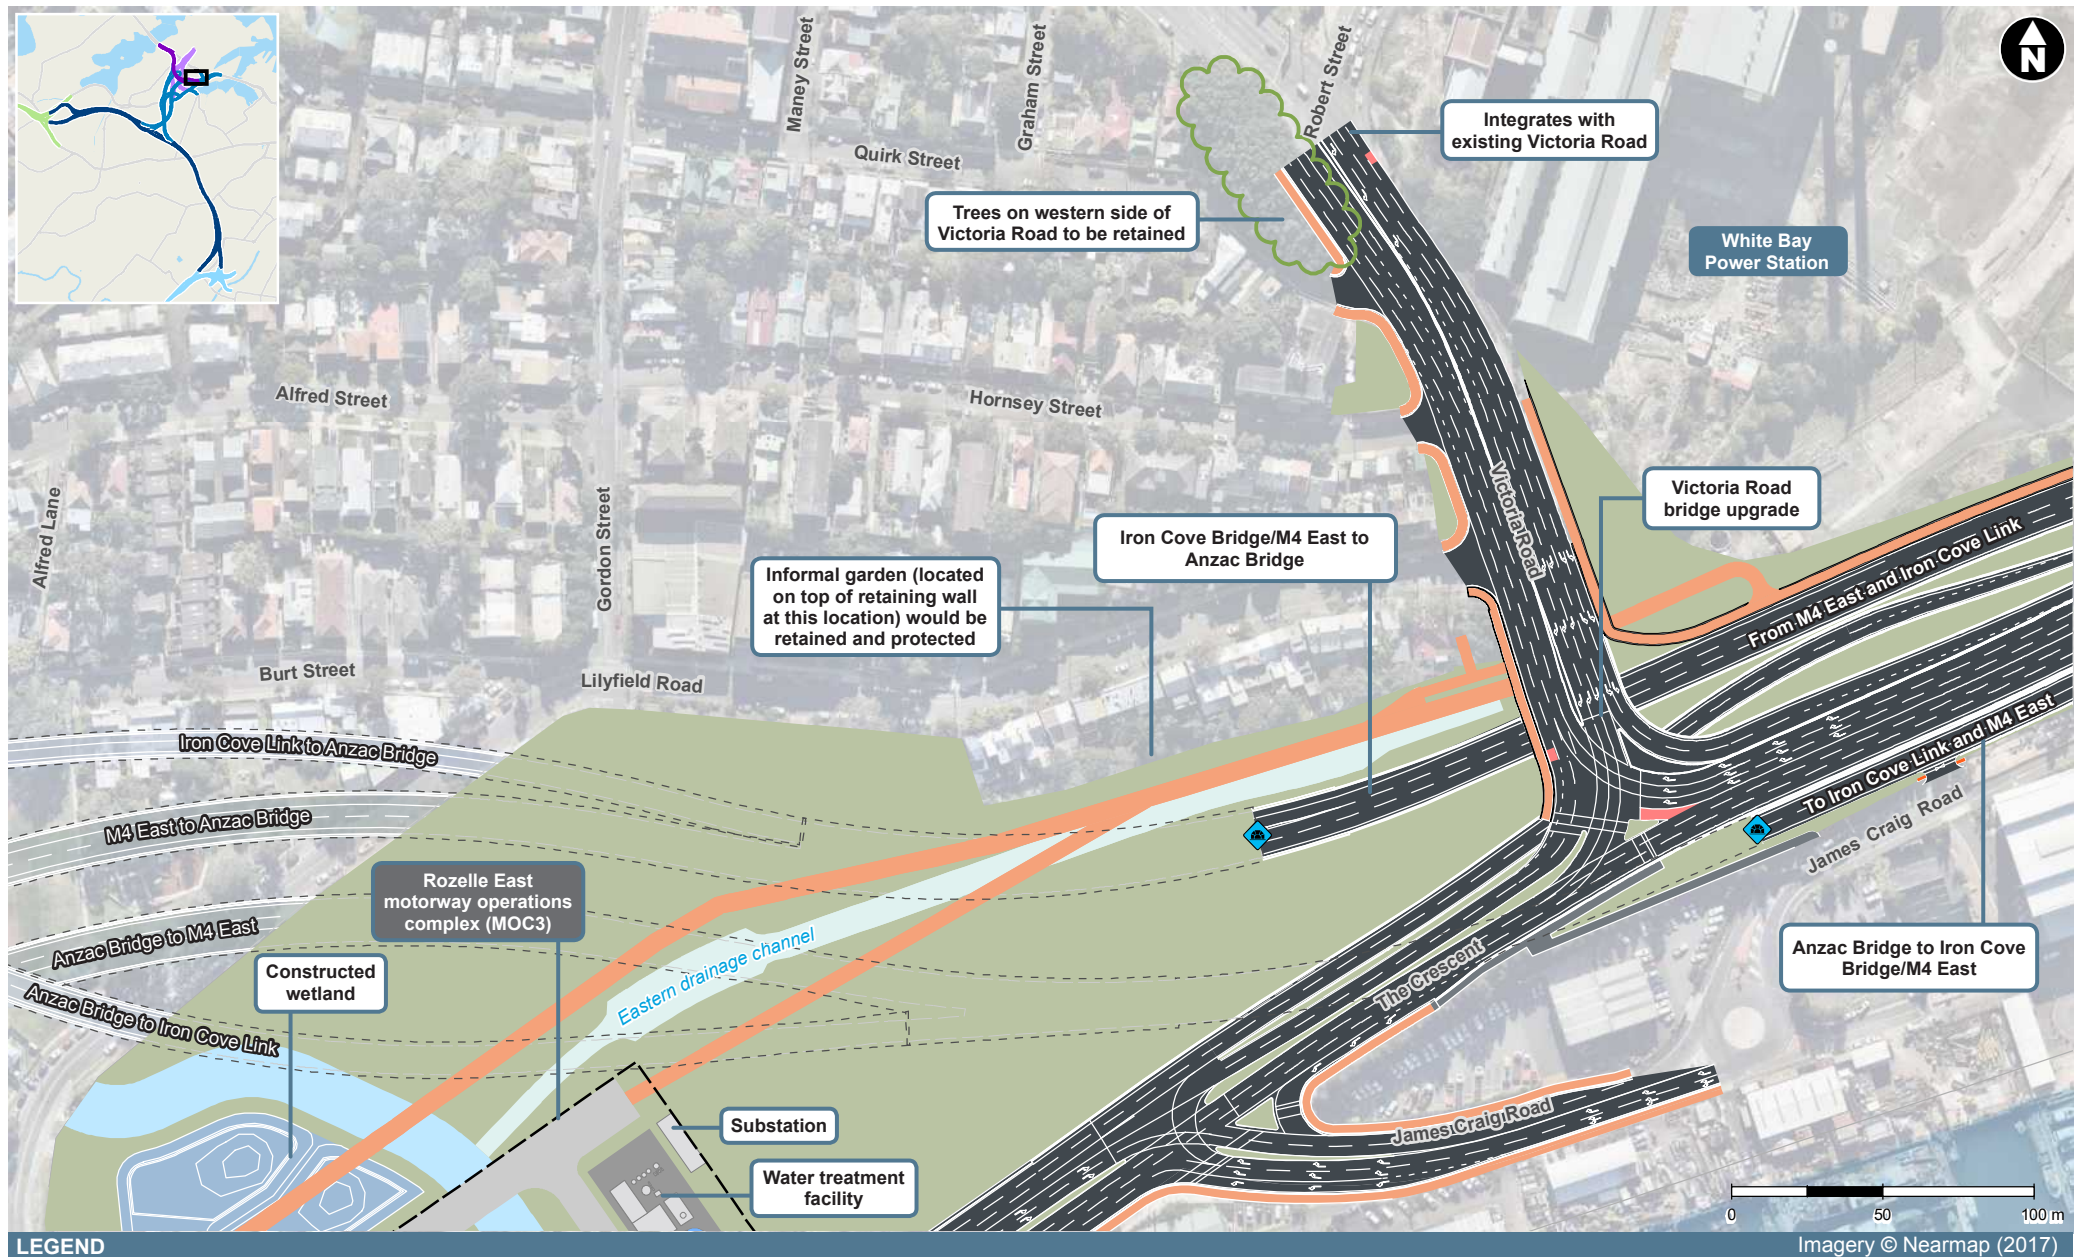 N
Maney Street
Graham Street
Robert Street
Quirk Street
Integrates with
existing Victoria Road
Trees on western side of
Victoria Road to be retained
White Bay
Power Station
Alfred Street
Hornsey Street
Alfred Lane
Gordon Street
Victoria Road
Victoria Road
bridge upgrade
Iron Cove Bridge/M4 East to
Anzac Bridge
Informal garden (located
on top of retaining wall
at this location) would be
retained and protected
From M4 East and Iron Cove Link
Burt Street
Lilyfield Road
Iron Cove Link to Anzac Bridge
To Iron Cove Link and M4 East
M4 East to Anzac Bridge
James Craig Road
Rozelle East
motorway operations
complex (MOC3)
Anzac Bridge to M4 East
Eastern drainage channel
The Crescent
Anzac Bridge to Iron Cove
Bridge/M4 East
Constructed
wetland
Anzac Bridge to Iron Cove Link
Substation
James Craig Road
Water treatment
facility
0 50 100 m
LEGEND
Imagery © Nearmap (2017)